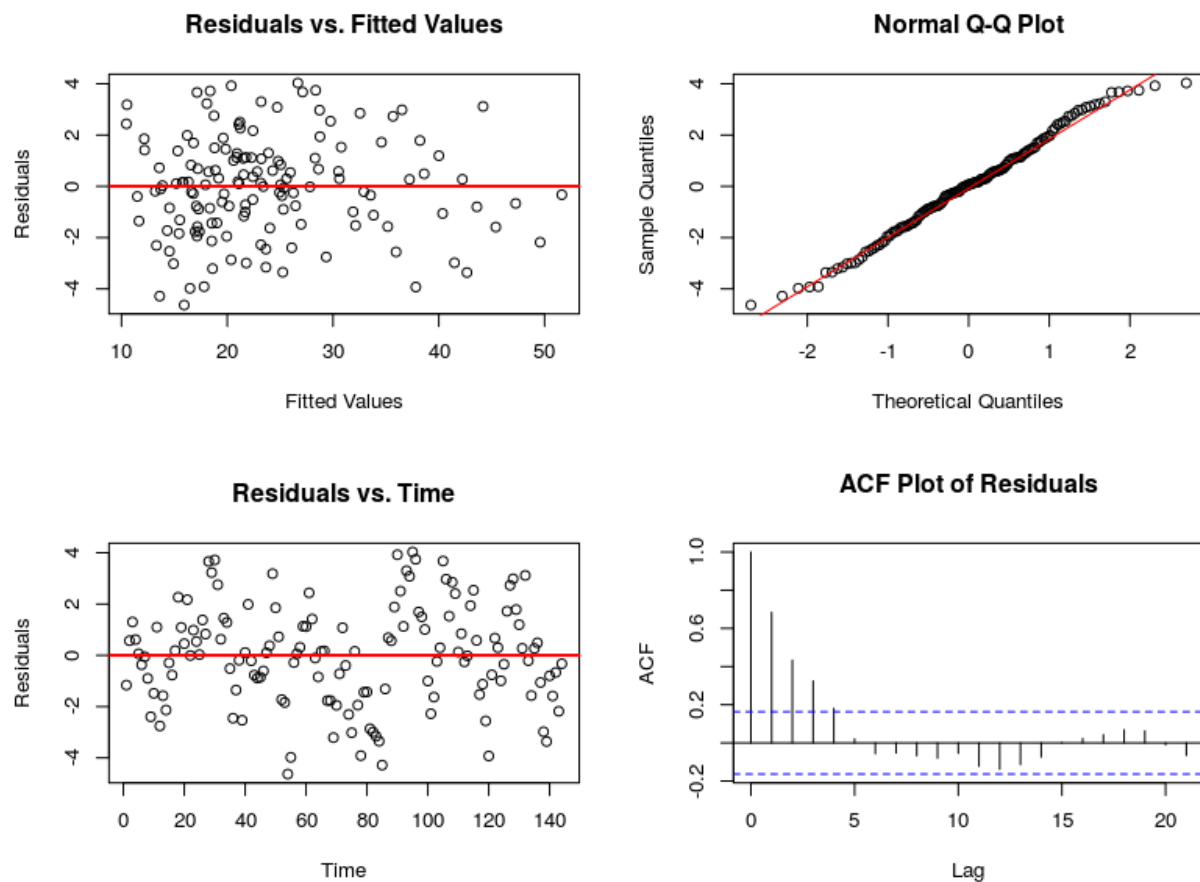 Residuals vs. Fitted Values
4
2
0
-2
-4
Residuals
10 20 30 40 50
Fitted Values
Normal Q-Q Plot
4
2
0
-2
-4
Sample Quantiles
-2 -1 0 1 2
Theoretical Quantiles
Residuals vs. Time
4
2
0
-2
-4
Residuals
0 20 40 60 80 100 120 140
Time
ACF Plot of Residuals
1.0
0.6
0.2
-0.2
ACF
0 5 10 15 20
Lag